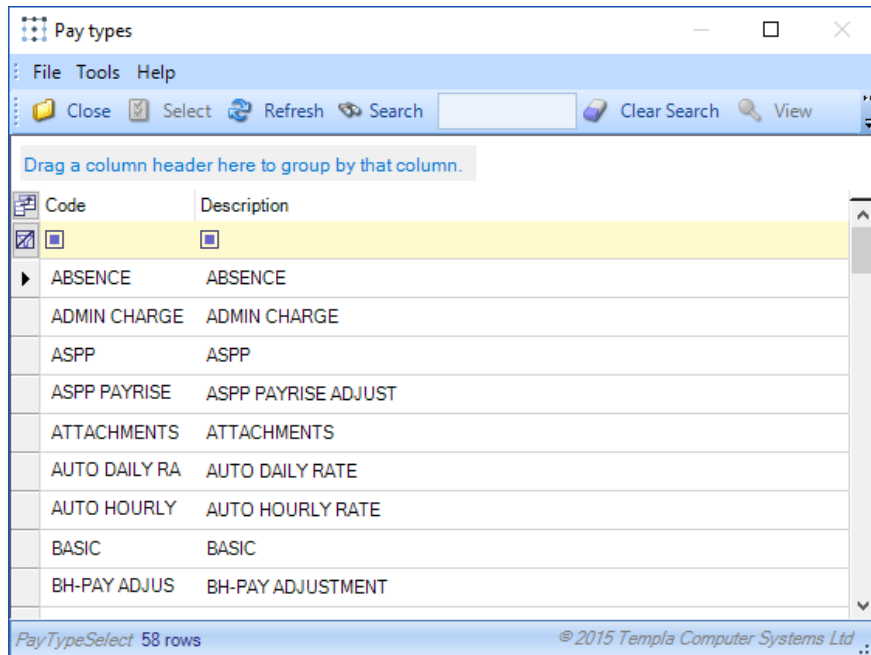 Pay types
File Tools Help
Close Select Refresh Search Clear Search View
Drag a column header here to group by that column.
Code Description
ABSENCE ABSENCE
ADMIN CHARGE ADMIN CHARGE
ASPP ASPP
ASPP PAYRISE ASPP PAYRISE ADJUST
ATTACHMENTS ATTACHMENTS
AUTO DAILY RA AUTO DAILY RATE
AUTO HOURLY AUTO HOURLY RATE
BASIC BASIC
BH-PAY ADJUS BH-PAY ADJUSTMENT
PayTypeSelect 58 rows © 2015 Templa Computer Systems Ltd